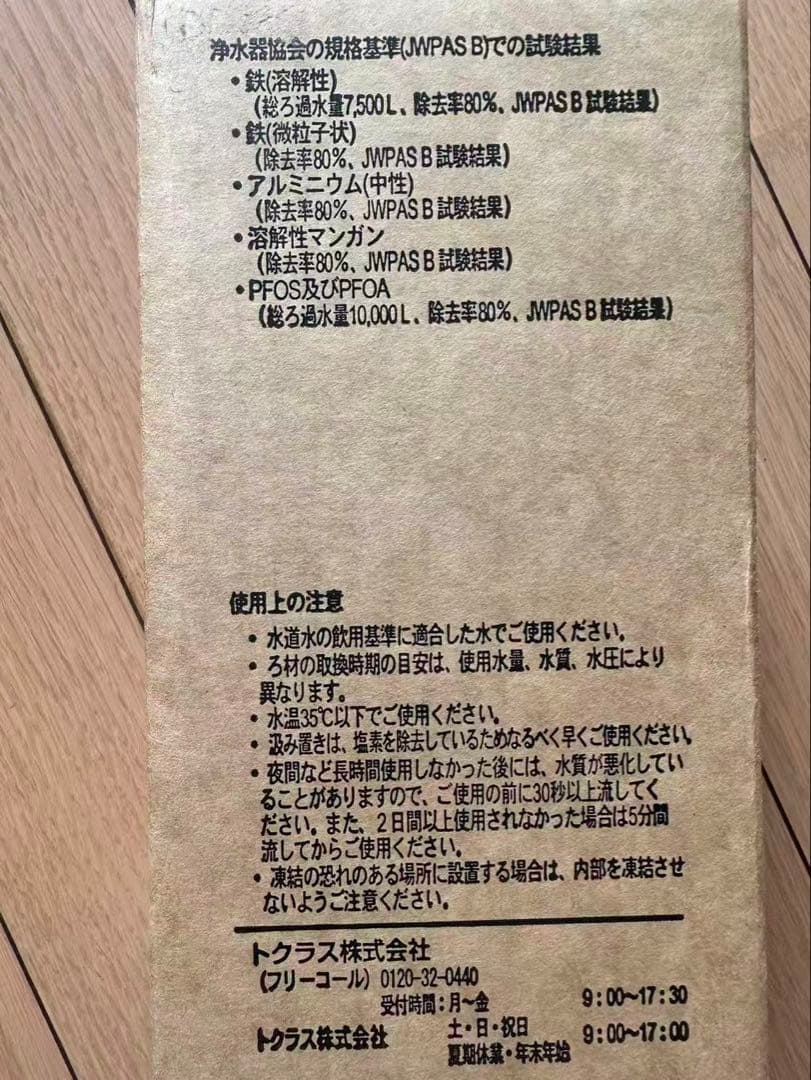 浄水器協会の規格基準(JWPAS B)での試験結果
・鉄(溶解性)
(総ろ過水量7,500L、除去率80%、JWPAS B 試験結果)
・鉄(微粒子状)
(除去率80%、JWPAS B 試験結果)
・アルミニウム(中性)
(除去率80%、JWPAS B 試験結果)
・溶解性マンガン
(除去率80%、JWPAS B 試験結果)
・PFOS及びPFOA
(総ろ過水量10,000L、除去率80%、JWPAS B 試験結果)
使用上の注意
・水道水の飲用基準に適合した水でご使用ください。
・ろ材の取換時期の目安は、使用水量、水質、水圧により
異なります。
・水温35℃以下でご使用ください。
・汲み置きは、塩素を除去しているためなるべく早くご使用ください。
・夜間など長時間使用しなかった後には、水質が悪化してい
ることがありますので、ご使用の前に30秒以上流してく
ださい。また、2日間以上使用されなかった場合は5分間
流してからご使用ください。
・凍結の恐れのある場所に設置する場合は、内部を凍結させ
ないようご注意ください。
トクラス株式会社
(フリーコール) 0120-32-0440
受付時間:月~金 9:00~17:30
トクラス株式会社 土・日・祝日 9:00~17:00
夏期休業・年末年始